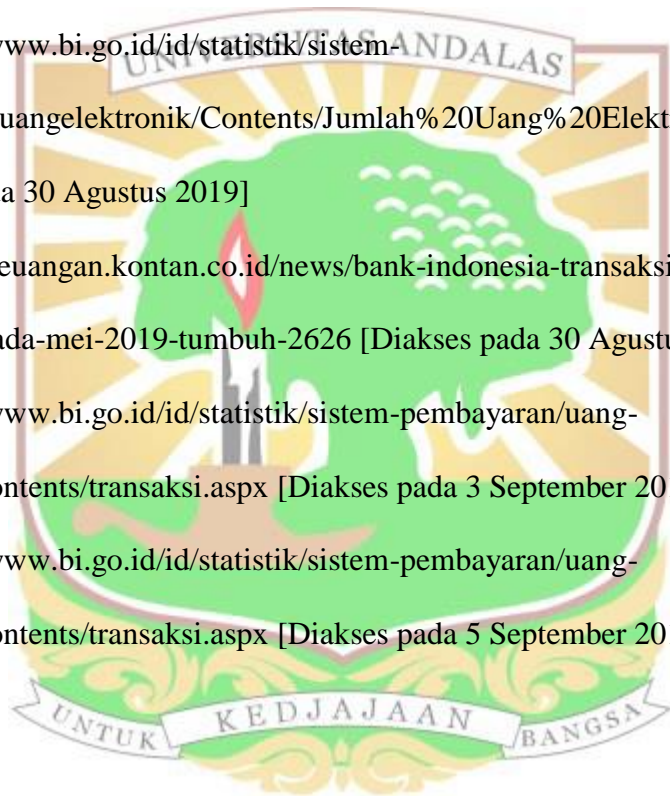 www.bi.go.id/id/statistik/sistem-
UNIVERSITAS ANDALAS
uangelektronik/Contents/Jumlah%20Uang%20Elekt
da 30 Agustus 2019]
euangan.kontan.co.id/news/bank-indonesia-transaksi
ada-mei-2019-tumbuh-2626 [Diakses pada 30 Agustu
www.bi.go.id/id/statistik/sistem-pembayaran/uang-
ontents/transaksi.aspx [Diakses pada 3 September 20
www.bi.go.id/id/statistik/sistem-pembayaran/uang-
ontents/transaksi.aspx [Diakses pada 5 September 20
UNTUK KEDJAJAAN BANGSA